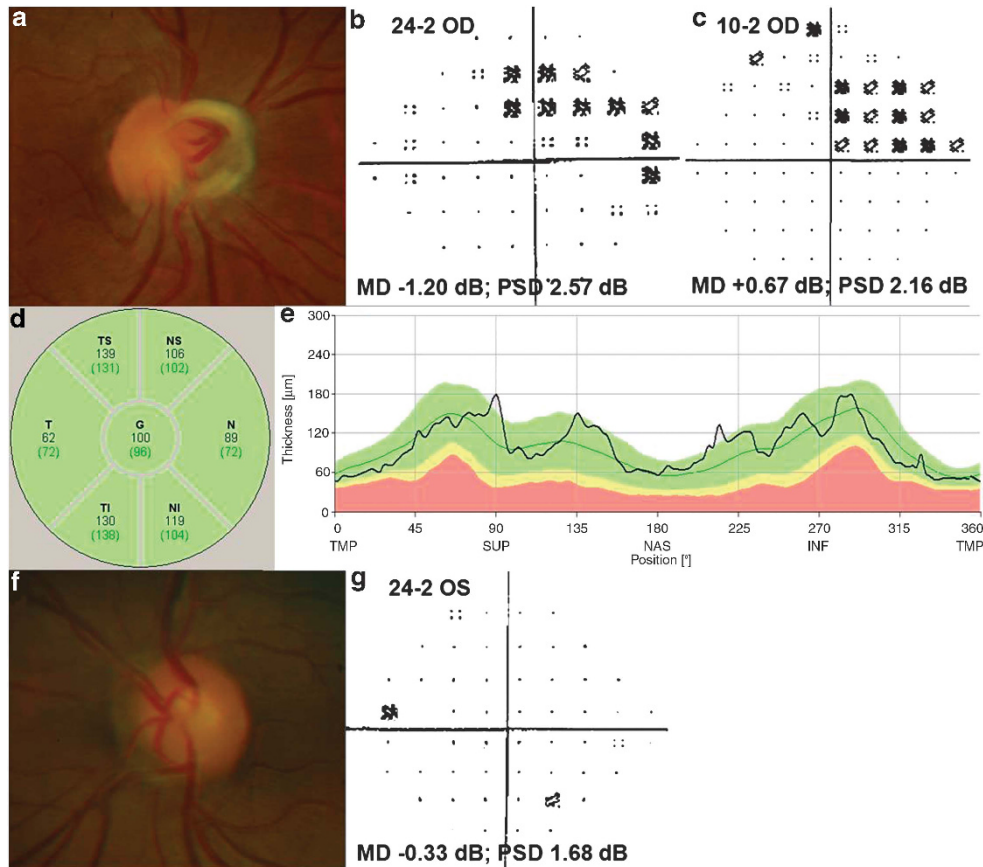 a
b
24-2 OD
c
10-2 OD
MD -1.20 dB; PSD 2.57 dB
MD +0.67 dB; PSD 2.16 dB
d
TS
139
(131)
NS
106
(102)
T
62
(72)
G
100
(96)
N
89
(72)
TI
130
(138)
NI
119
(104)
e
300
240
180
120
60
0
Thickness [µm]
0 45 90 135 180 225 270 315 360
TMP SUP NAS INF TMP
Position [°]
f
g
24-2 OS
MD -0.33 dB; PSD 1.68 dB